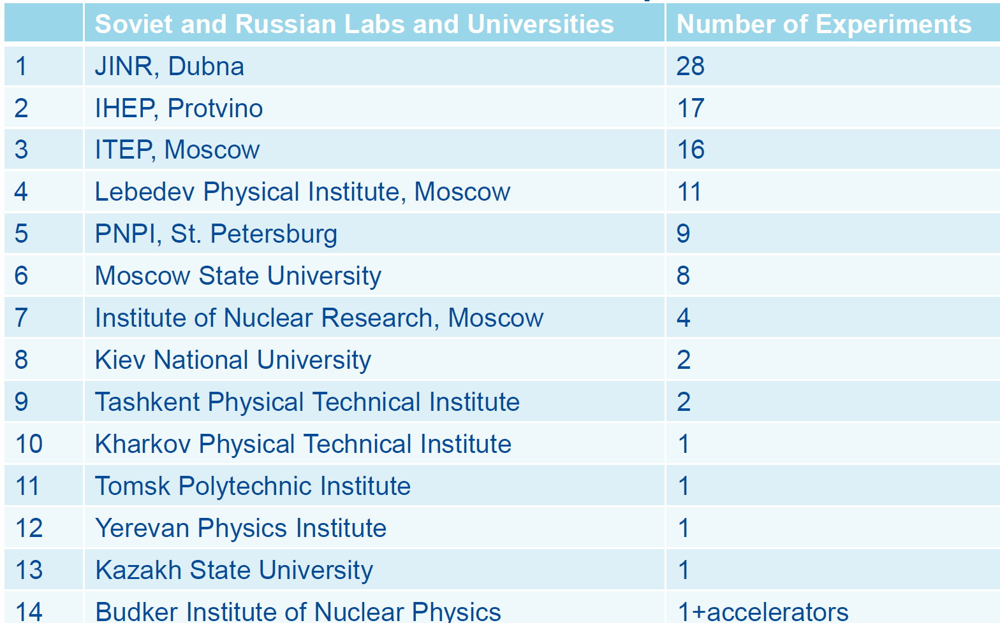 Soviet and Russian Labs and Universities Number of Experiments
1 JINR, Dubna 28
2 IHEP, Protvino 17
3 ITEP, Moscow 16
4 Lebedev Physical Institute, Moscow 11
5 PNPI, St. Petersburg 9
6 Moscow State University 8
7 Institute of Nuclear Research, Moscow 4
8 Kiev National University 2
9 Tashkent Physical Technical Institute 2
10 Kharkov Physical Technical Institute 1
11 Tomsk Polytechnic Institute 1
12 Yerevan Physics Institute 1
13 Kazakh State University 1
14 Budker Institute of Nuclear Physics 1+accelerators